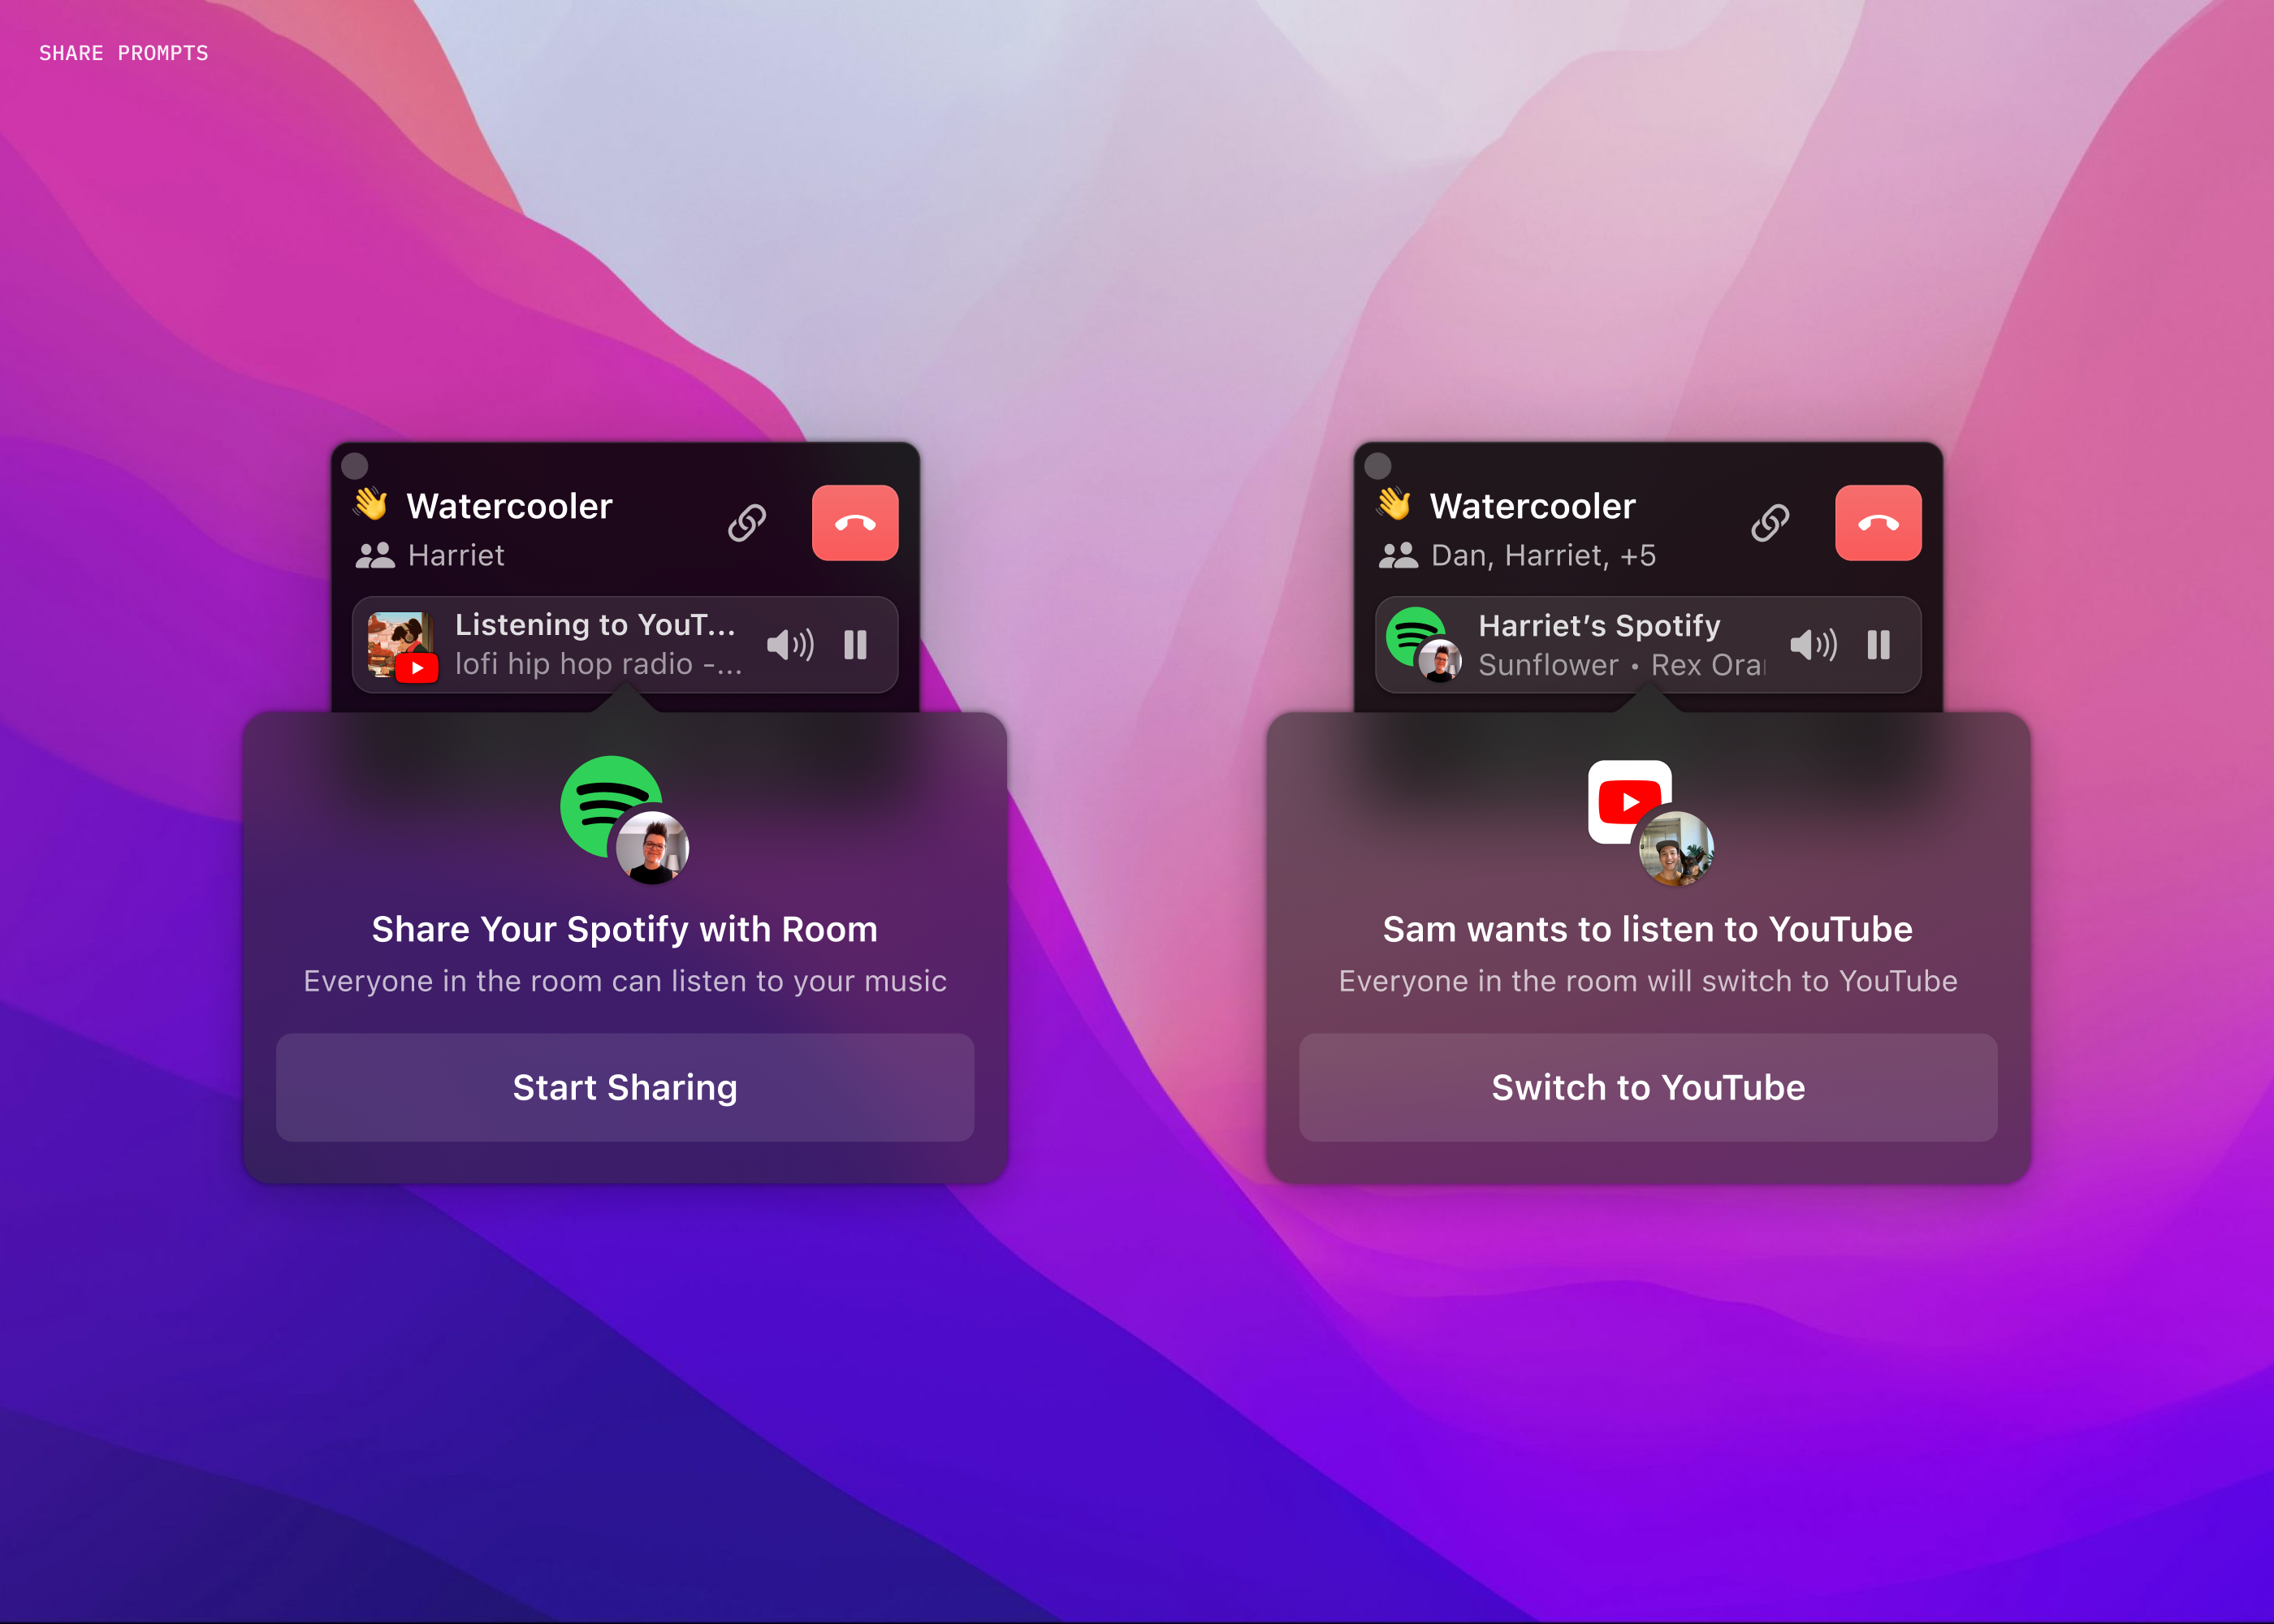 SHARE PROMPTS
Watercooler
Harriet
Listening to YouT...
lofi hip hop radio -...
Share Your Spotify with Room
Everyone in the room can listen to your music
Start Sharing
Watercooler
Dan, Harriet, +5
Harriet’s Spotify
Sunflower • Rex Ora
Sam wants to listen to YouTube
Everyone in the room will switch to YouTube
Switch to YouTube